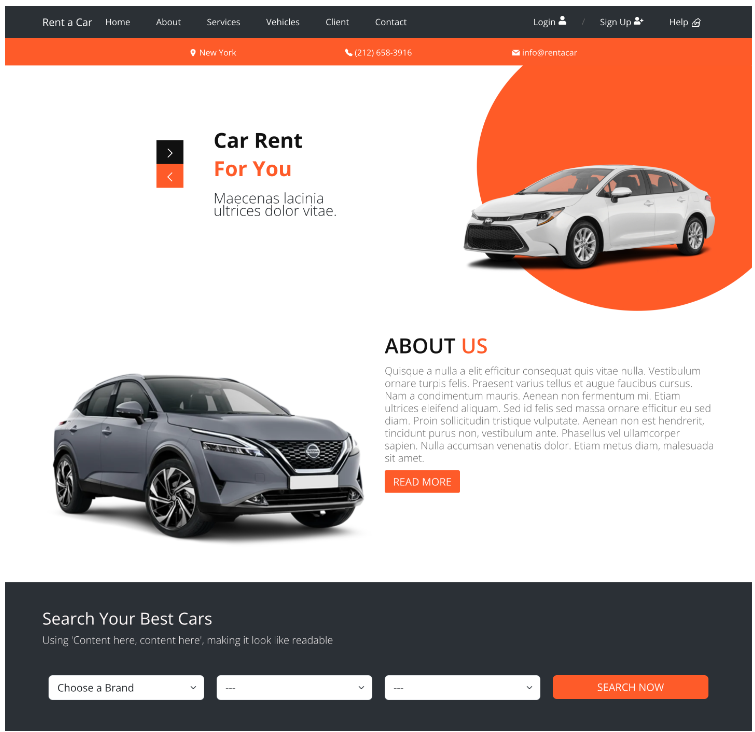 Rent a Car Home About Services Vehicles Client Contact Login / Sign Up Help
New York (212) 658-3916 info@rentacar
Car Rent
For You
Maecenas lacinia
ultrices dolor vitae.
ABOUT US
Quisque a nulla a elit efficitur consequat quis vitae nulla. Vestibulum
ornare turpis felis. Praesent varius tellus et augue faucibus cursus.
Nam a condimentum mauris. Aenean non fermentum mi. Etiam
ultrices eleifend aliquam. Sed id felis sed massa ornare efficitur eu sed
diam. Proin sollicitudin tristique vulputate. Aenean non est hendrerit,
tincidunt purus non, vestibulum ante. Phasellus vel ullamcorper
sapien. Nulla accumsan venenatis dolor. Etiam metus diam, malesuada
sit amet.
READ MORE
Search Your Best Cars
Using 'Content here, content here', making it look like readable
Choose a Brand --- --- SEARCH NOW